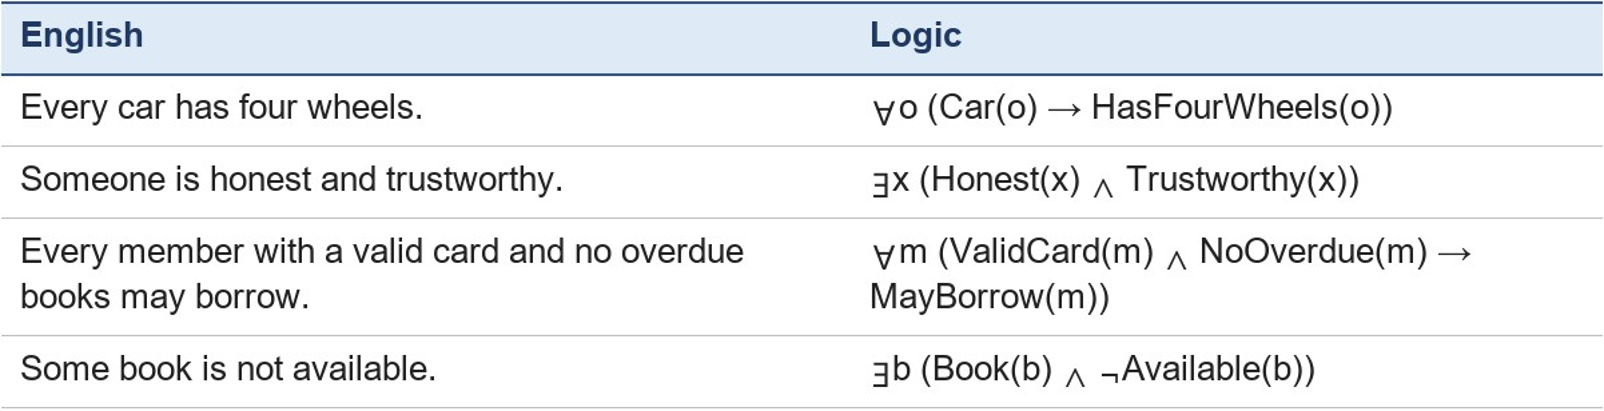 English Logic
Every car has four wheels. ∀o (Car(o) → HasFourWheels(o))
Someone is honest and trustworthy. ∃x (Honest(x) ∧ Trustworthy(x))
Every member with a valid card and no overdue ∀m (ValidCard(m) ∧ NoOverdue(m) →
books may borrow. MayBorrow(m))
Some book is not available. ∃b (Book(b) ∧ ¬Available(b))